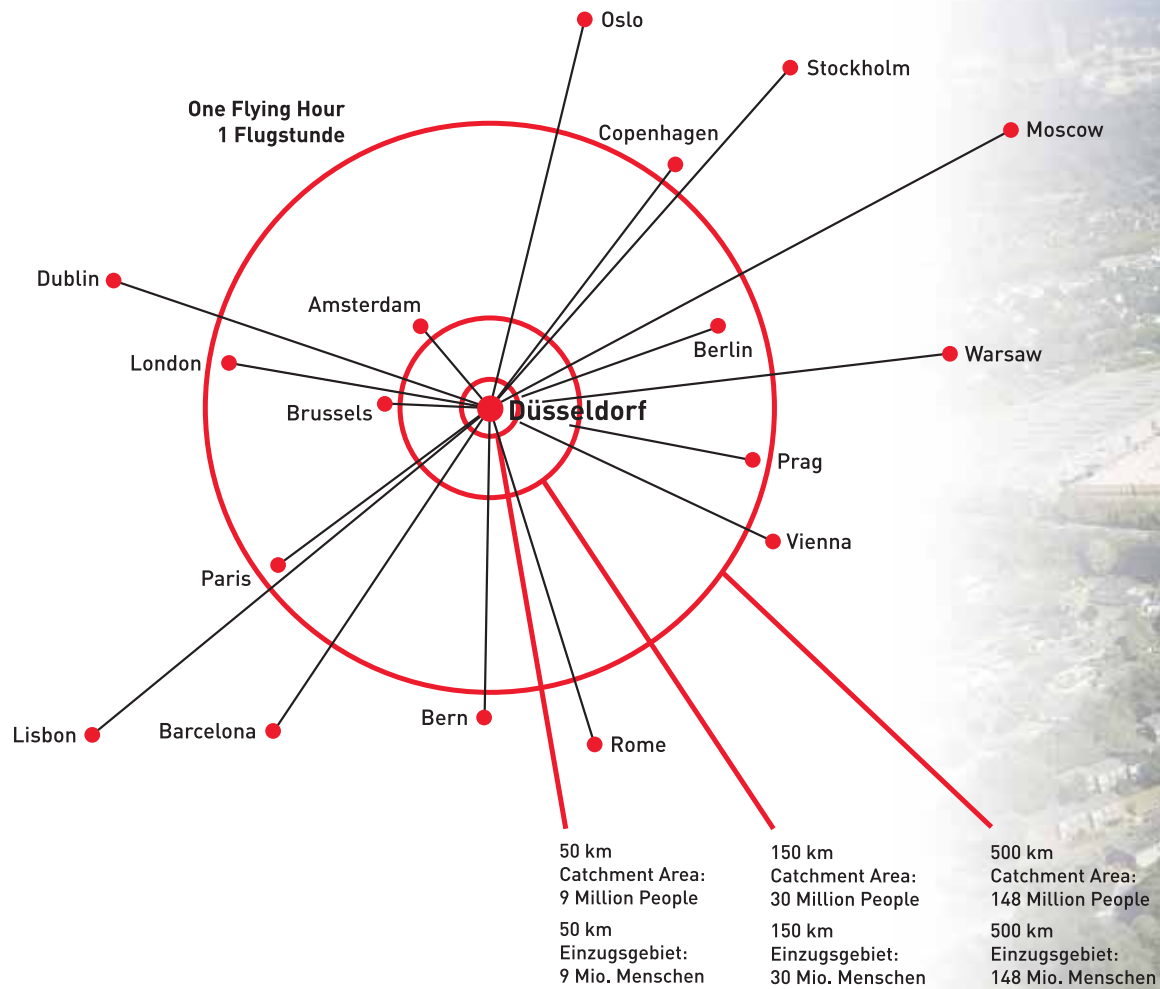 Oslo
Stockholm
One Flying Hour
1 Flugstunde
Copenhagen
Moscow
Dublin
Amsterdam
London
Berlin
Warsaw
Brussels
Düsseldorf
Prag
Vienna
Paris
Lisbon
Barcelona
Bern
Rome
50 km
Catchment Area:
9 Million People
50 km
Einzugsgebiet:
9 Mio. Menschen
150 km
Catchment Area:
30 Million People
150 km
Einzugsgebiet:
30 Mio. Menschen
500 km
Catchment Area:
148 Million People
500 km
Einzugsgebiet:
148 Mio. Menschen